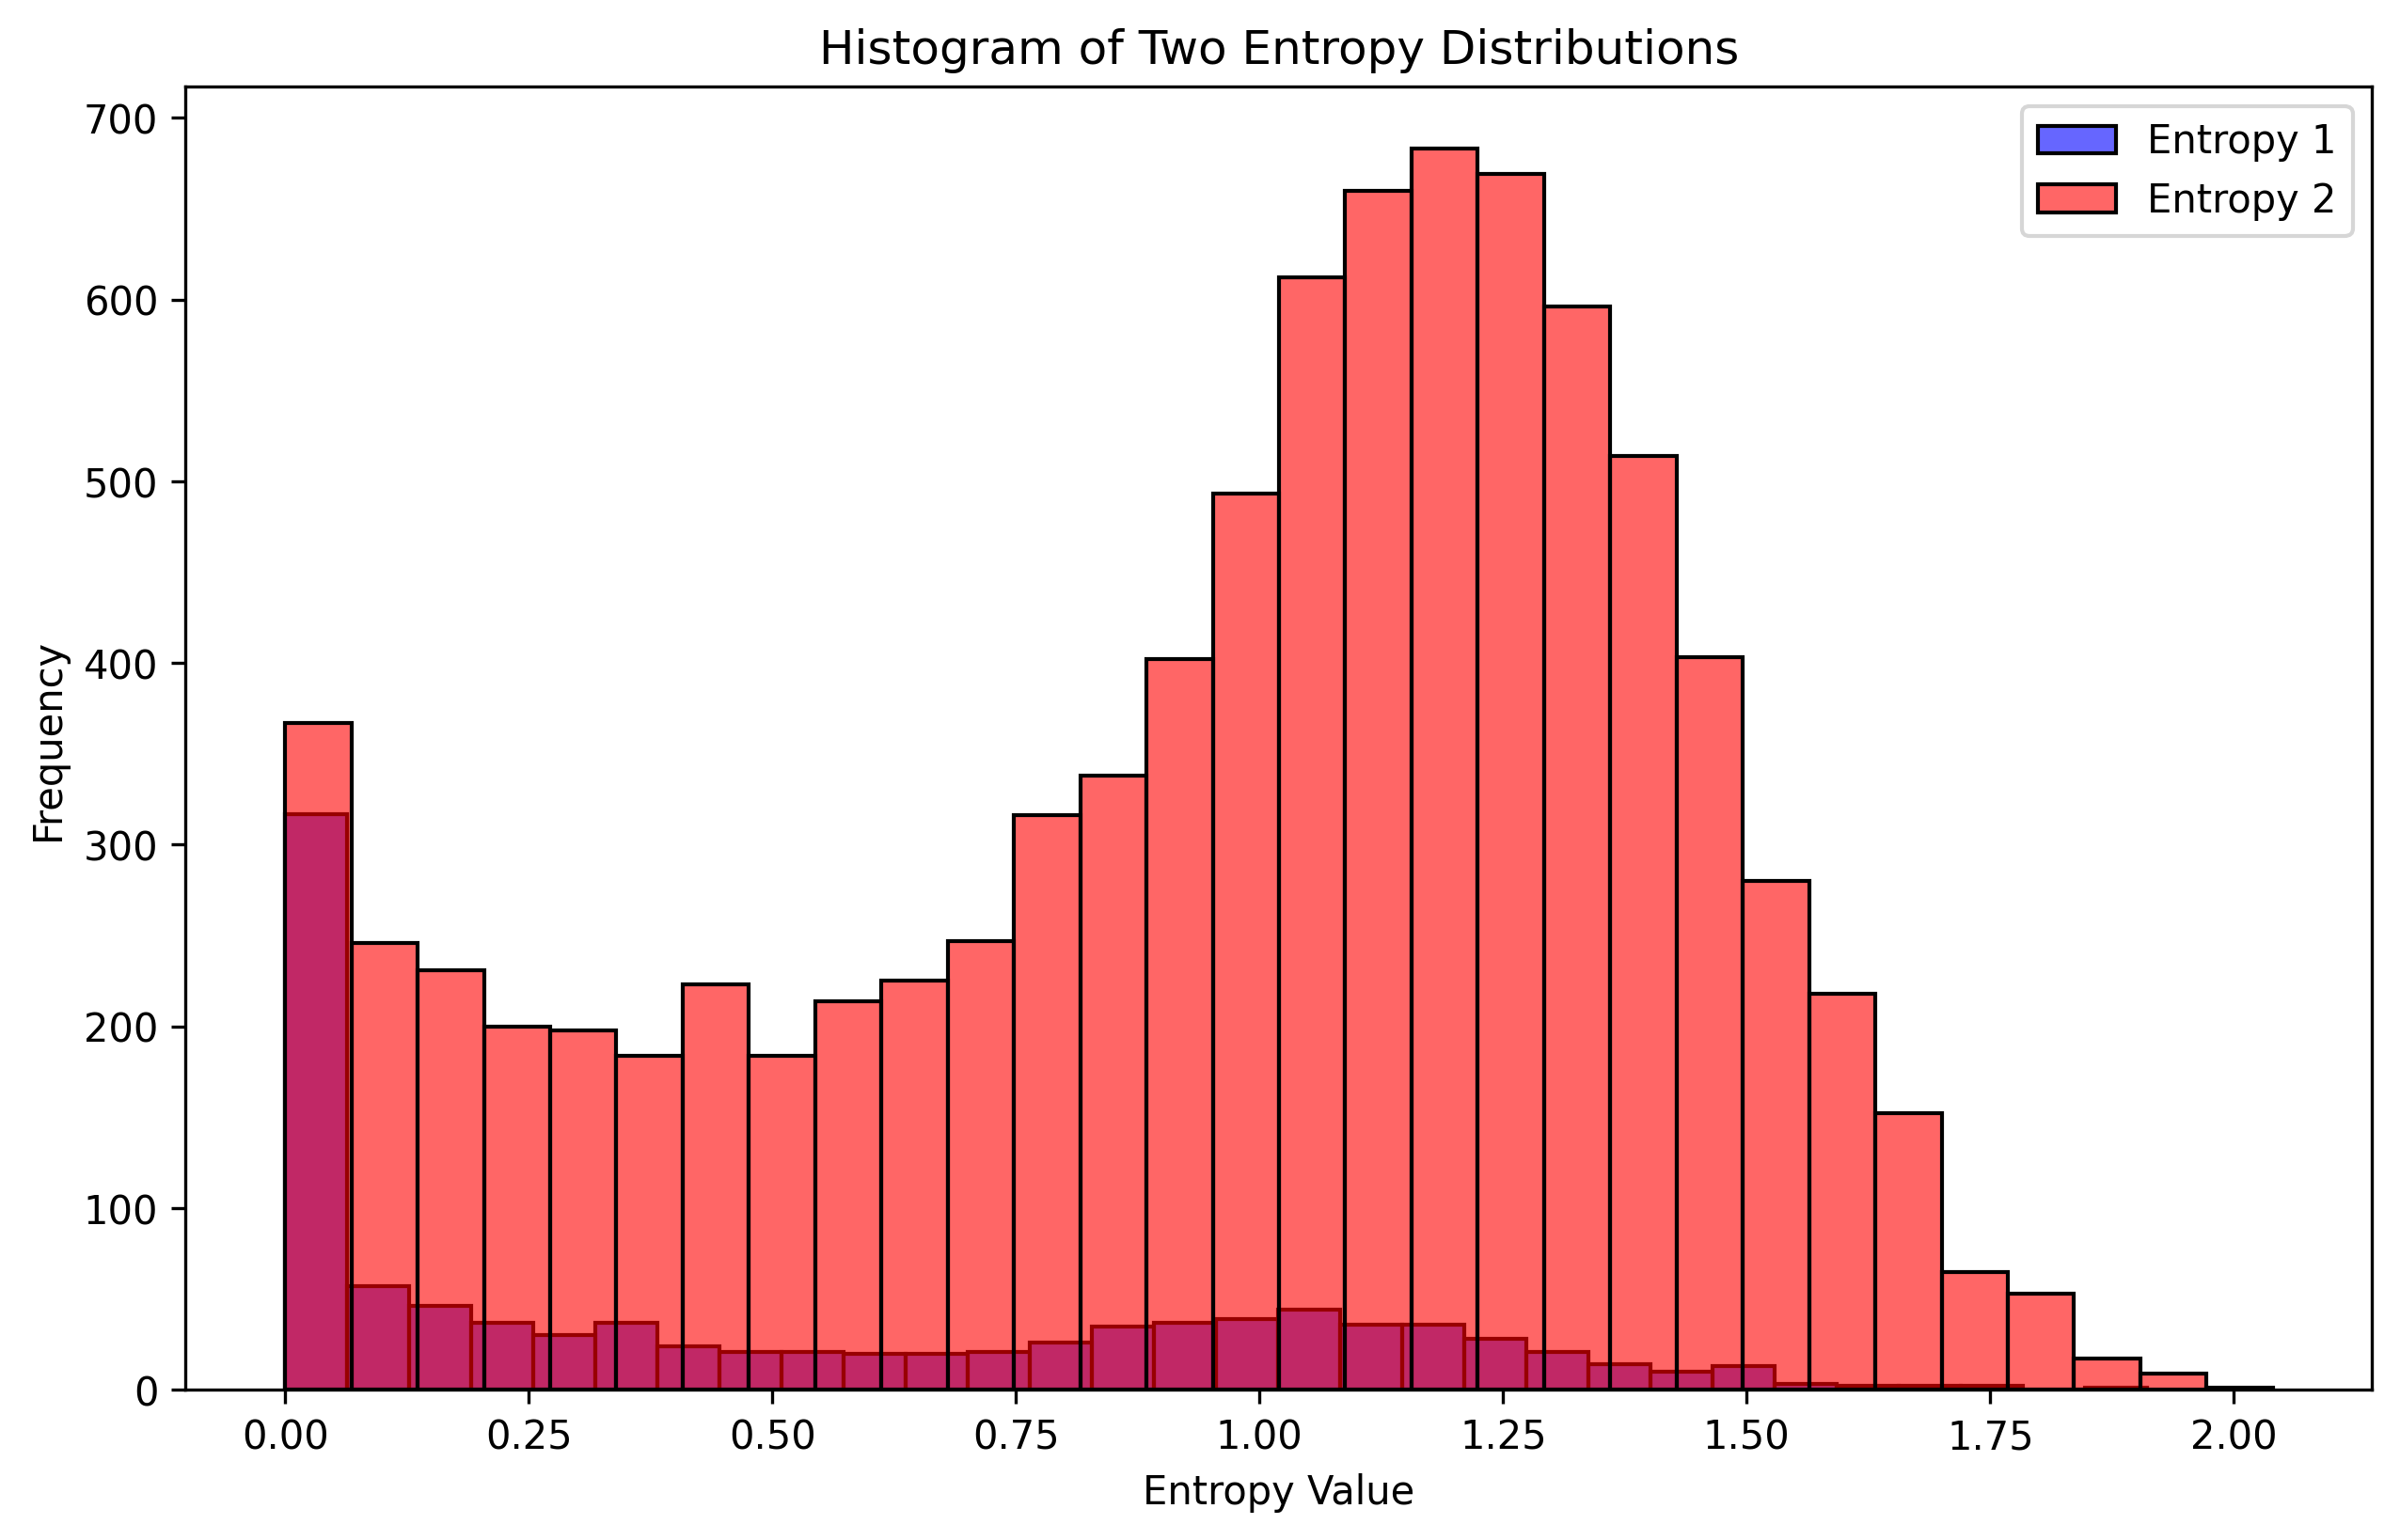 Histogram of Two Entropy Distributions
Entropy 1
Entropy 2
Frequency
700
600
500
400
300
200
100
0
0.00 0.25 0.50 0.75 1.00 1.25 1.50 1.75 2.00
Entropy Value